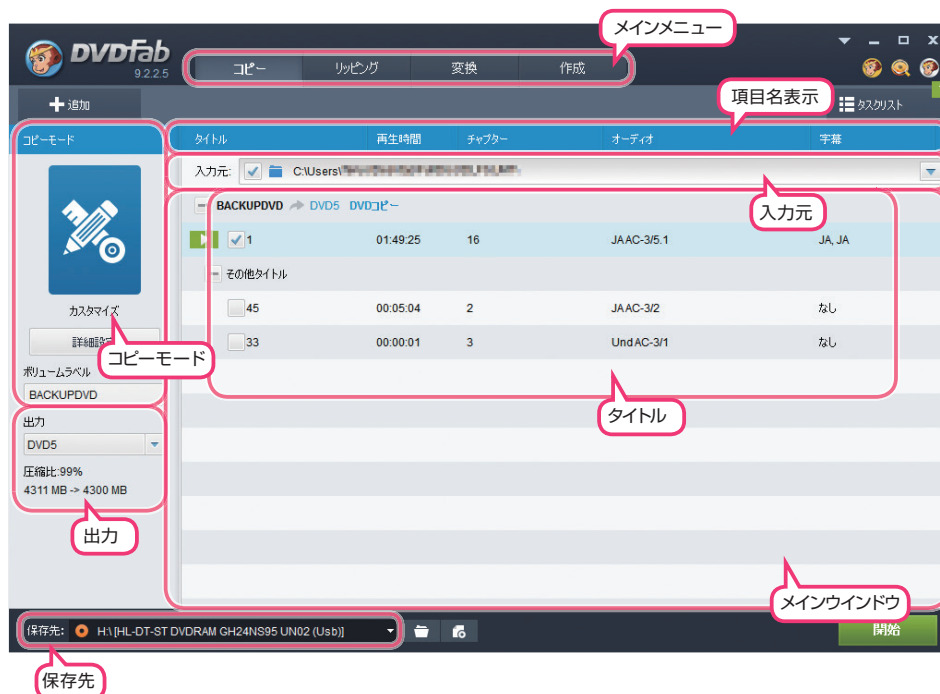 メインメニュー
DVDFab
9.2.2.5
コピー リッピング 変換 作成
項目名表示
追加
タスクリスト
コピーモード
タイトル 再生時間 チャプター オーディオ 字幕
入力元: C:\Users\
入力元
BACKUPDVD DVD5 DVDコピー
1 01:49:25 16 JA AC-3/5.1 JA, JA
その他タイトル
45 00:05:04 2 JA AC-3/2 なし
33 00:00:01 3 Und AC-3/1 なし
カスタマイズ
詳細設
コピーモード
ボリュームラベル
BACKUPDVD
タイトル
出力
DVD5
圧縮比:99%
4311 MB -> 4300 MB
出力
メインウインドウ
保存先: H:\ [HL-DT-ST DVDRAM GH24NS95 UN02 (Usb)]
開始
保存先